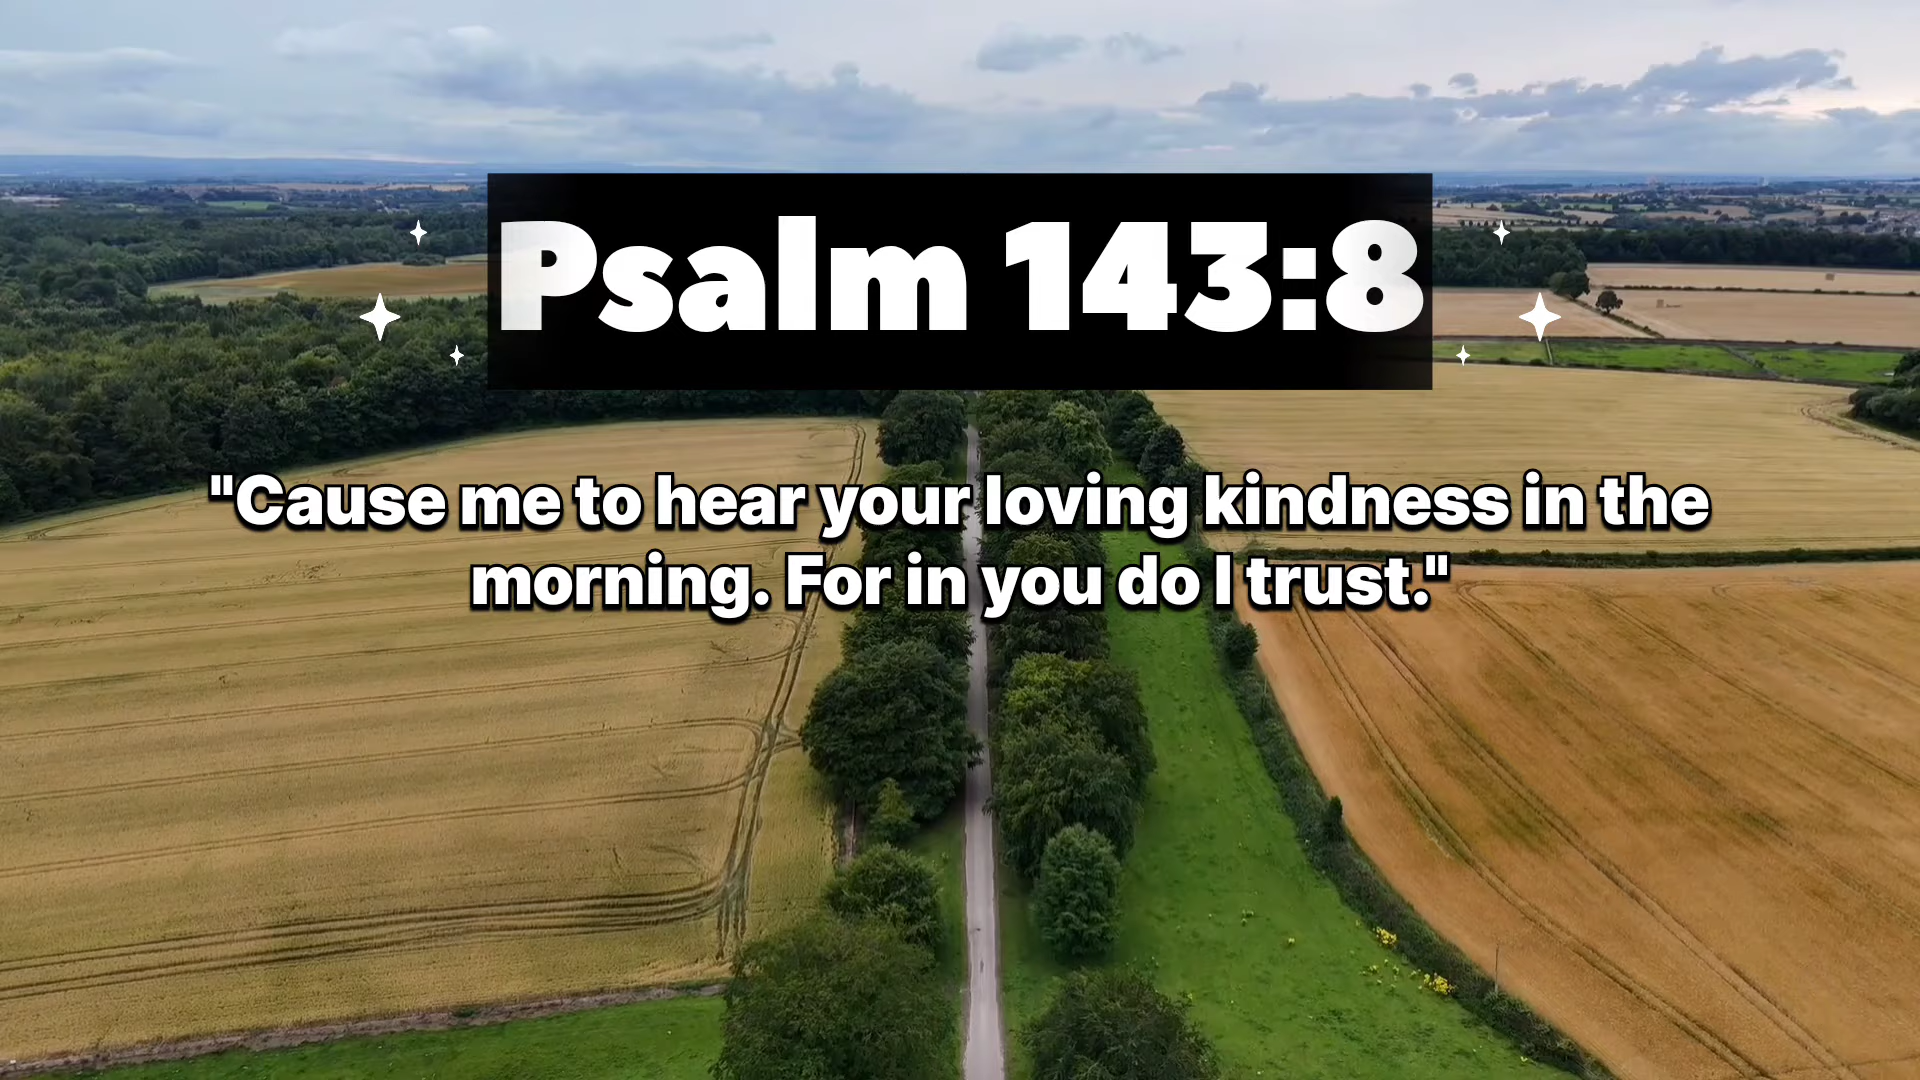 Psalm 143:8
"Cause me to hear your loving kindness in the
morning. For in you do I trust."